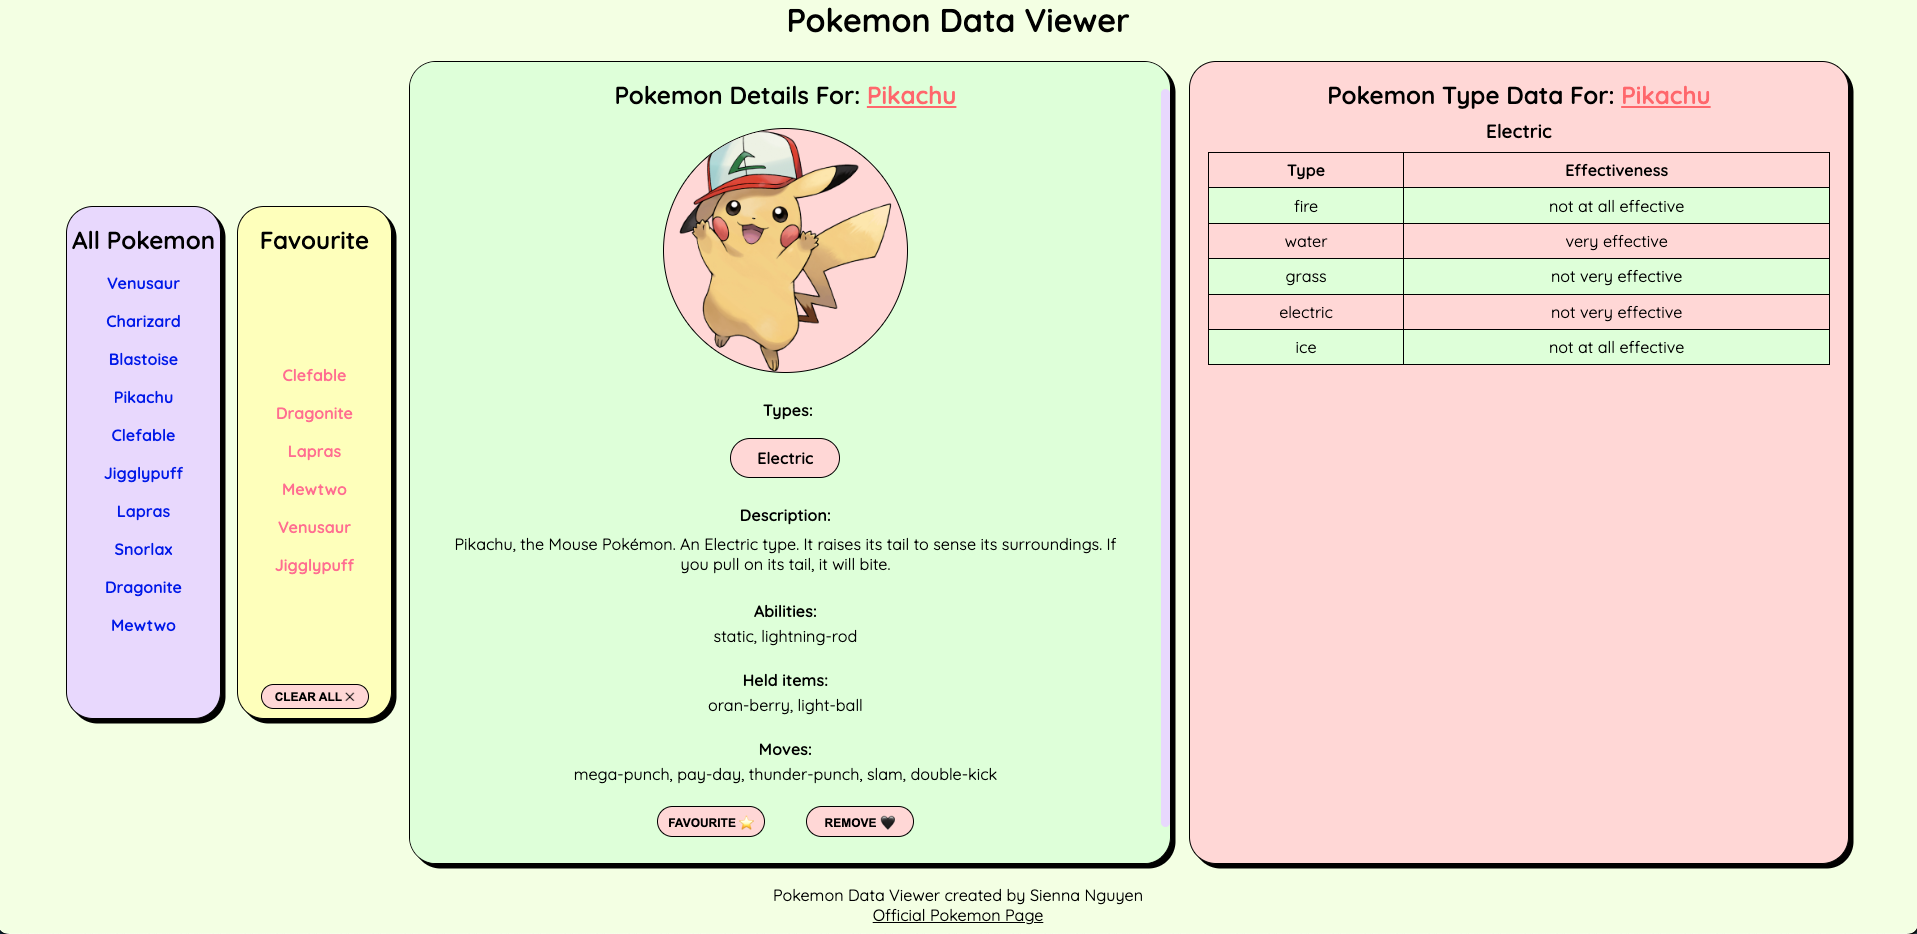 Pokemon Data Viewer
All Pokemon
Venusaur
Charizard
Blastoise
Pikachu
Clefable
Jigglypuff
Lapras
Snorlax
Dragonite
Mewtwo
Favourite
Clefable
Dragonite
Lapras
Mewtwo
Venusaur
Jigglypuff
CLEAR ALL ✕
Pokemon Details For: Pikachu
Types:
Electric
Description:
Pikachu, the Mouse Pokémon. An Electric type. It raises its tail to sense its surroundings. If
you pull on its tail, it will bite.
Abilities:
static, lightning-rod
Held items:
oran-berry, light-ball
Moves:
mega-punch, pay-day, thunder-punch, slam, double-kick
FAVOURITE ⭐ REMOVE 🖤
Pokemon Type Data For: Pikachu
Electric
Type Effectiveness
fire not at all effective
water very effective
grass not very effective
electric not very effective
ice not at all effective
Pokemon Data Viewer created by Sienna Nguyen
Official Pokemon Page